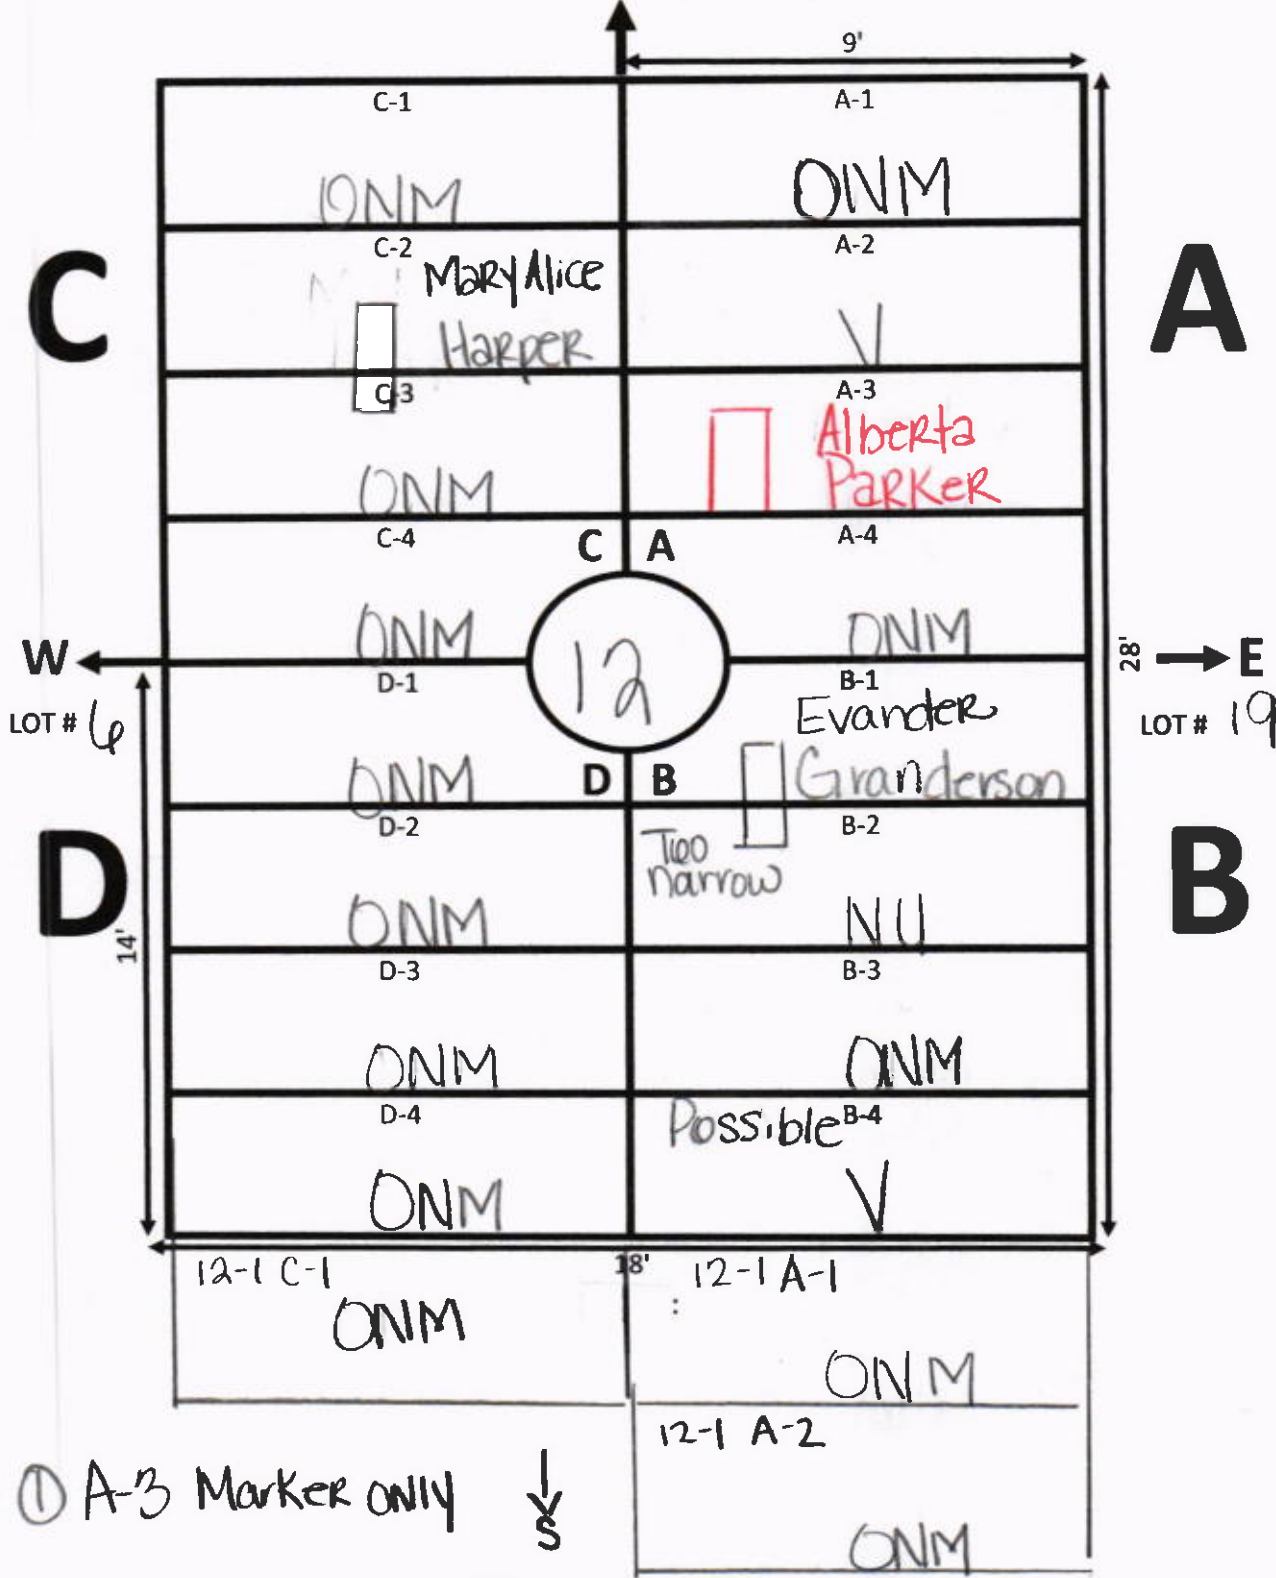 9'
C-1
A-1
ONM
ONM
C
C-2
Mary Alice
Harper
A-2
V
A
C-3
ONM
A-3
Alberta
Parker
C-4
C A
A-4
ONM
ONM
W
12
28'
E
LOT # 6
LOT # 19
D-1
B-1
Evander
Granderson
ONM
D B
D-2
B-2
Too
narrow
D
B
14'
ONM
NU
D-3
B-3
ONM
ONM
D-4
Possible B-4
ONM
V
18'
12-1 C-1
12-1 A-1
:
ONM
ONM
12-1 A-2
① A-3 Marker only
S
ONM